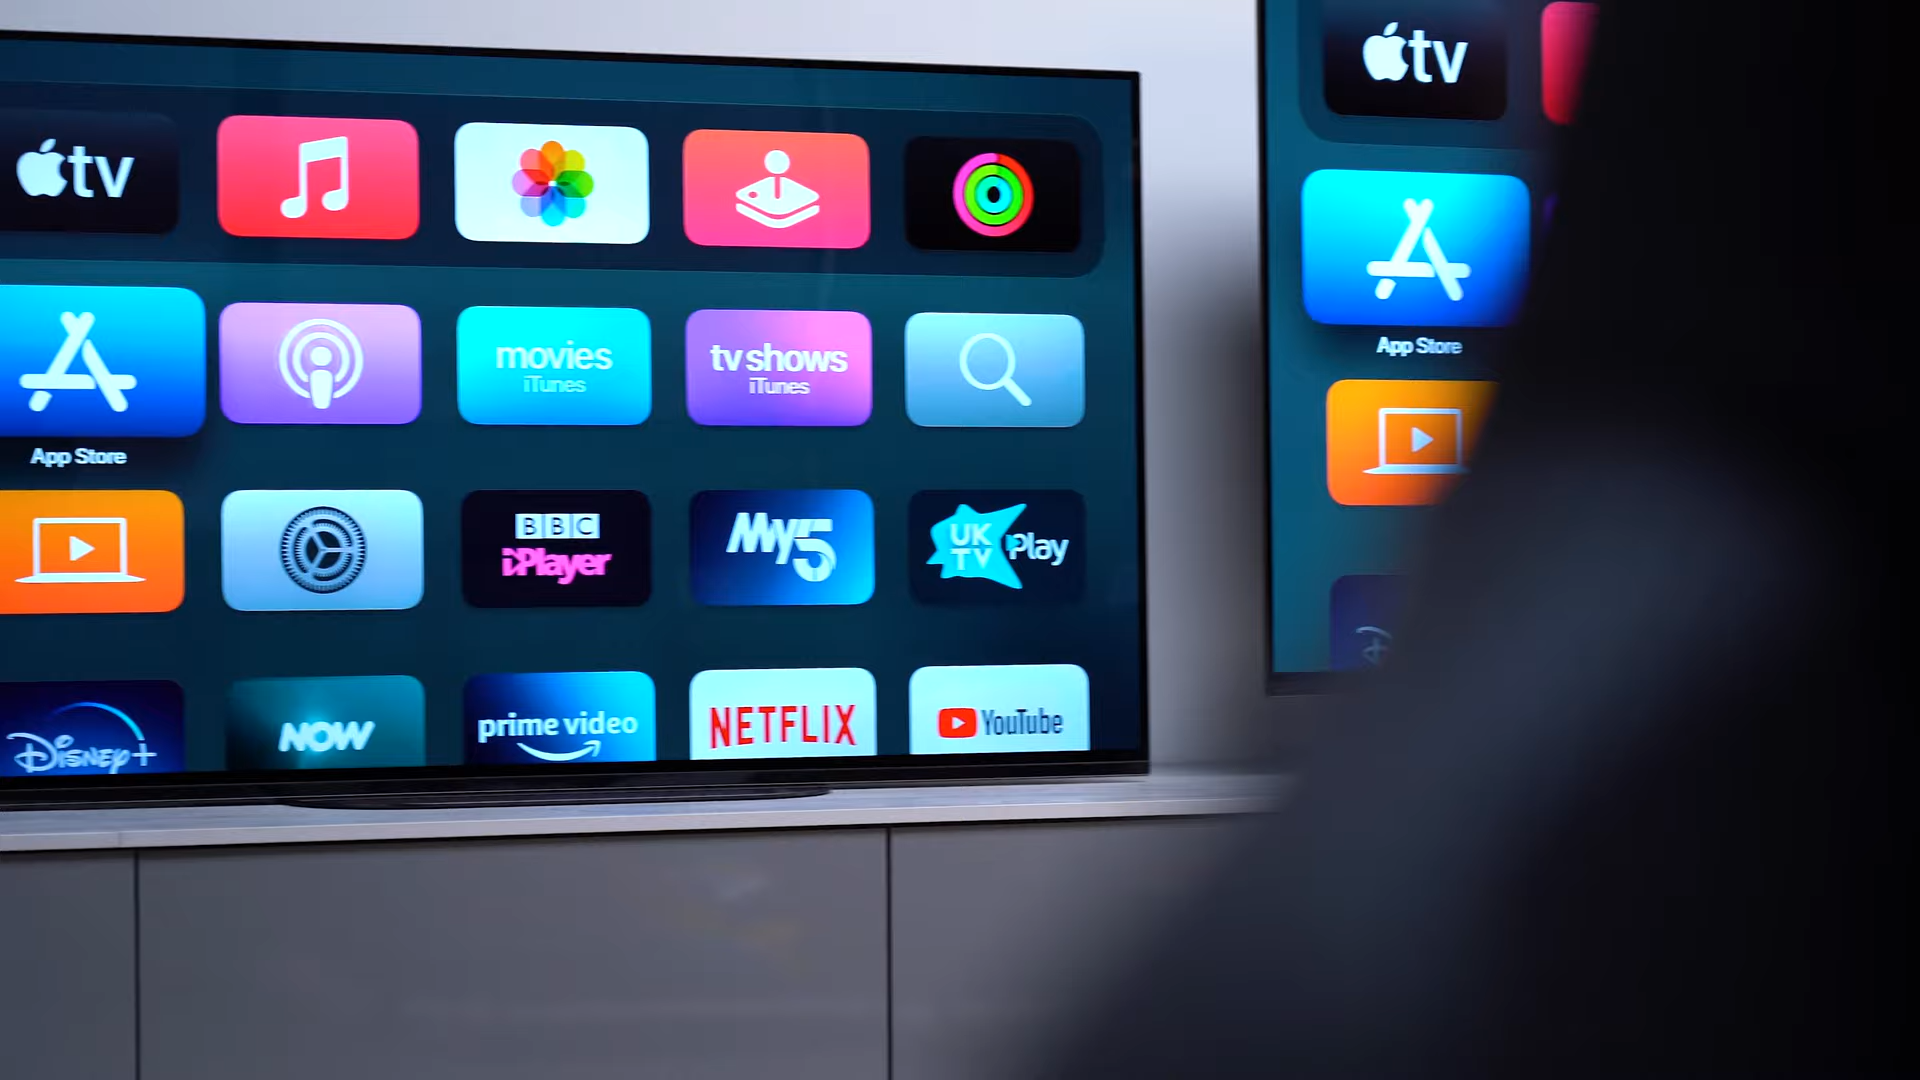 tv
movies
iTunes
tv shows
iTunes
App Store
BBC
iPlayer
My5
UK
TV
Play
Disney+
NOW
prime video
NETFLIX
YouTube
tv
App Store